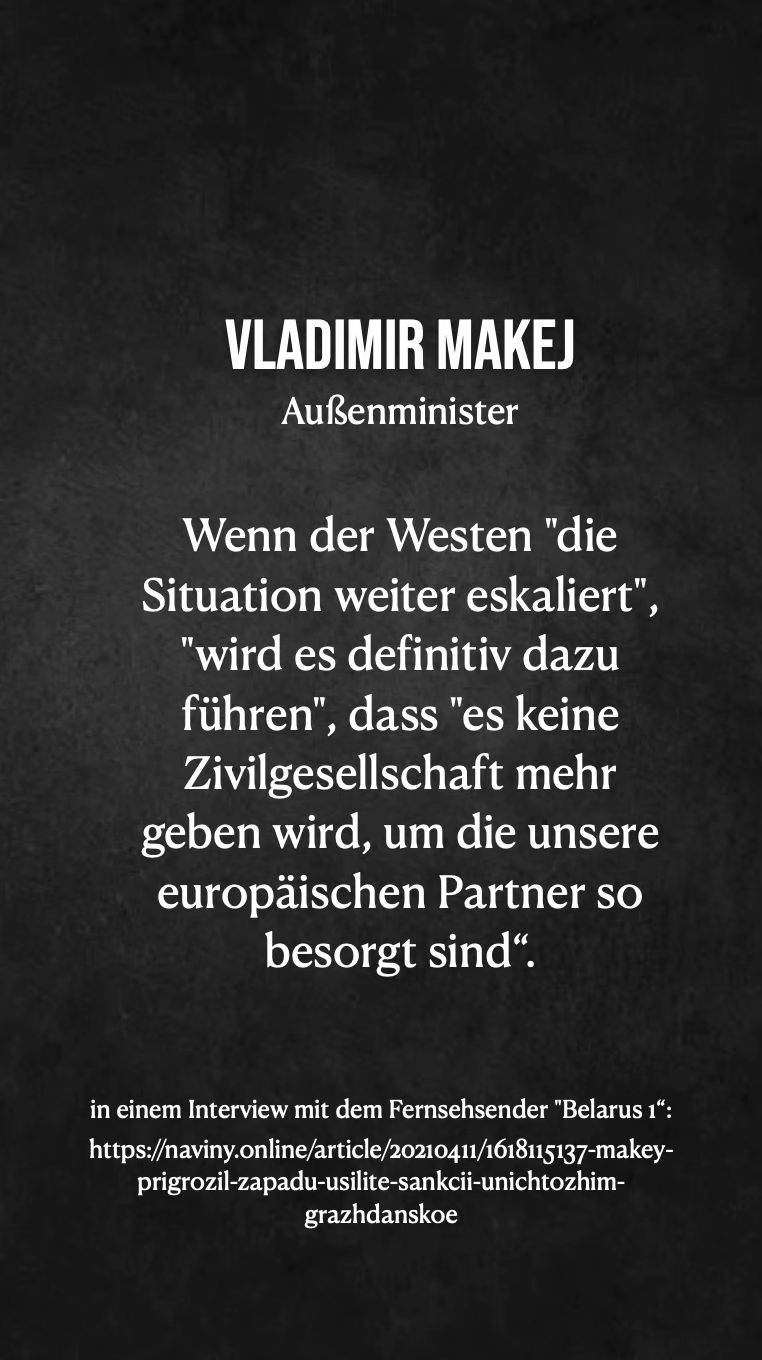 VLADIMIR MAKEJ
Außenminister
Wenn der Westen "die
Situation weiter eskaliert",
"wird es definitiv dazu
führen", dass "es keine
Zivilgesellschaft mehr
geben wird, um die unsere
europäischen Partner so
besorgt sind“.
in einem Interview mit dem Fernsehsender "Belarus 1“:
https://naviny.online/article/20210411/1618115137-makey-
prigrozil-zapadu-usilite-sankcii-unichtozhim-
grazhdanskoe